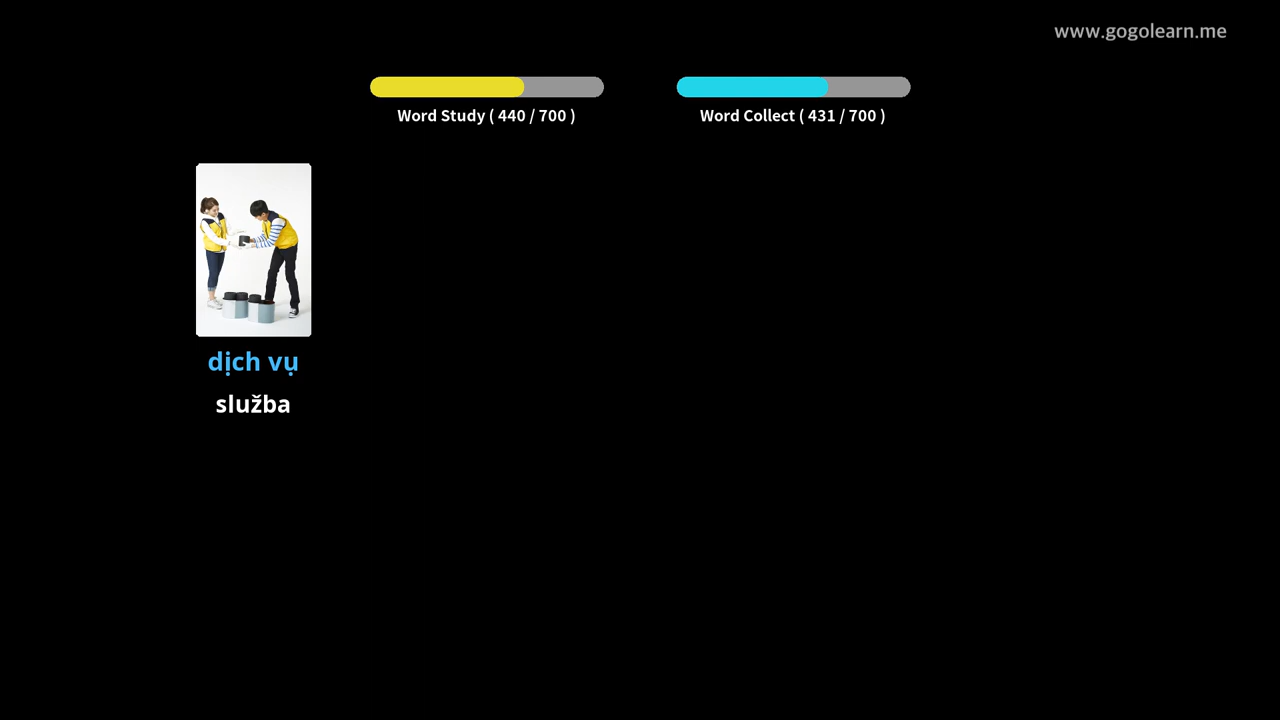 www.gogolearn.me
Word Study ( 440 / 700 )
Word Collect ( 431 / 700 )
dịch vụ
služba